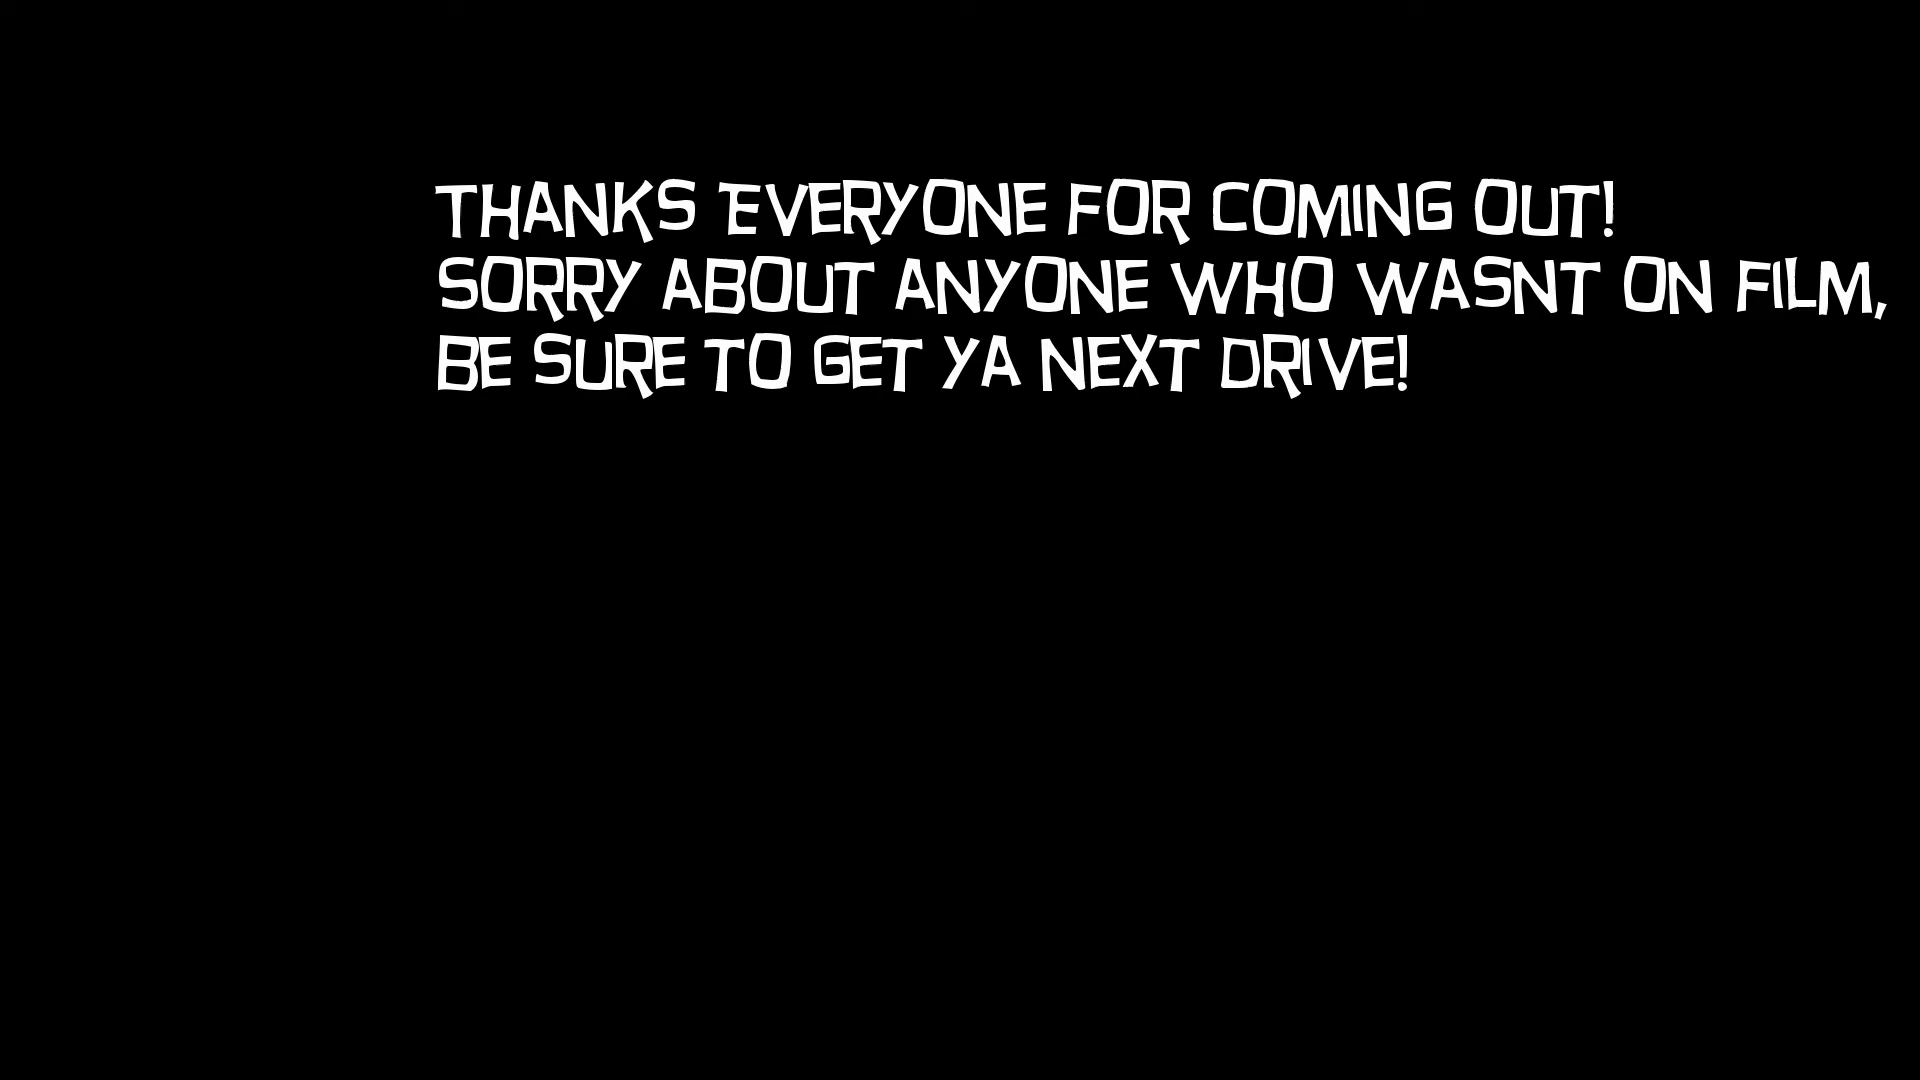 THANKS EVERYONE FOR COMING OUT!
SORRY ABOUT ANYONE WHO WASNT ON FILM,
BE SURE TO GET YA NEXT DRIVE!